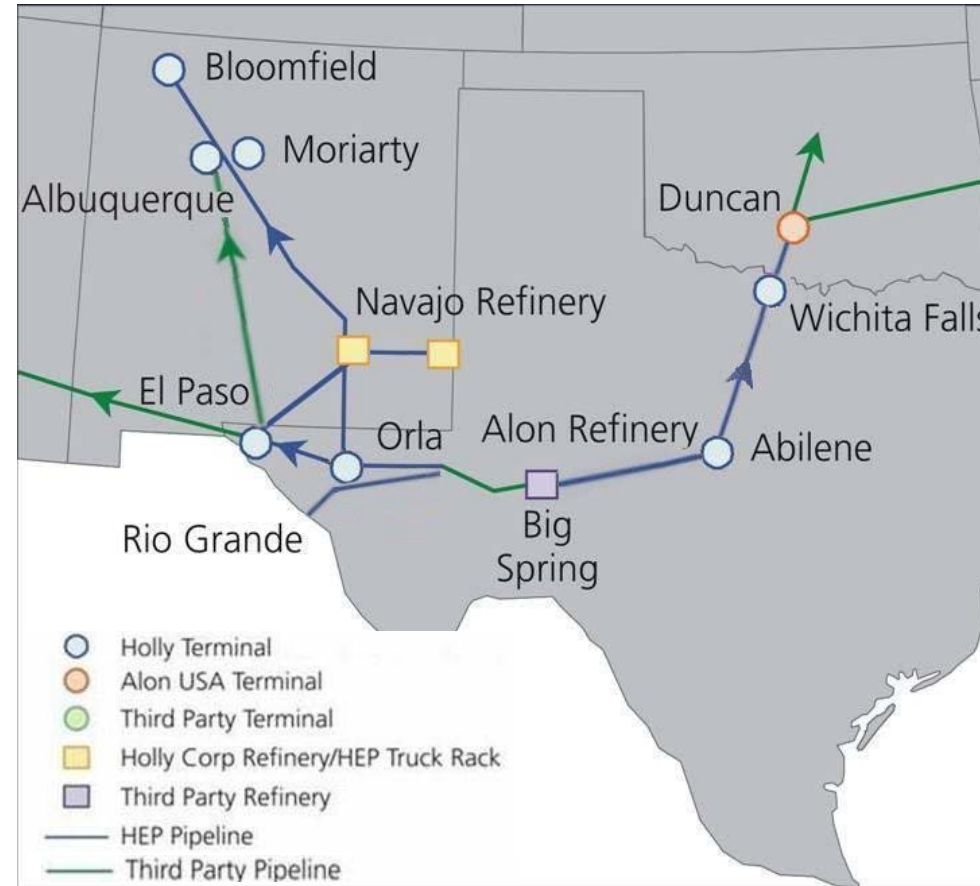 Bloomfield
Moriarty
Albuquerque
Duncan
Navajo Refinery
Wichita Falls
El Paso
Orla
Alon Refinery
Abilene
Rio Grande
Big
Spring
Holly Terminal
Alon USA Terminal
Third Party Terminal
Holly Corp Refinery/HEP Truck Rack
Third Party Refinery
HEP Pipeline
Third Party Pipeline